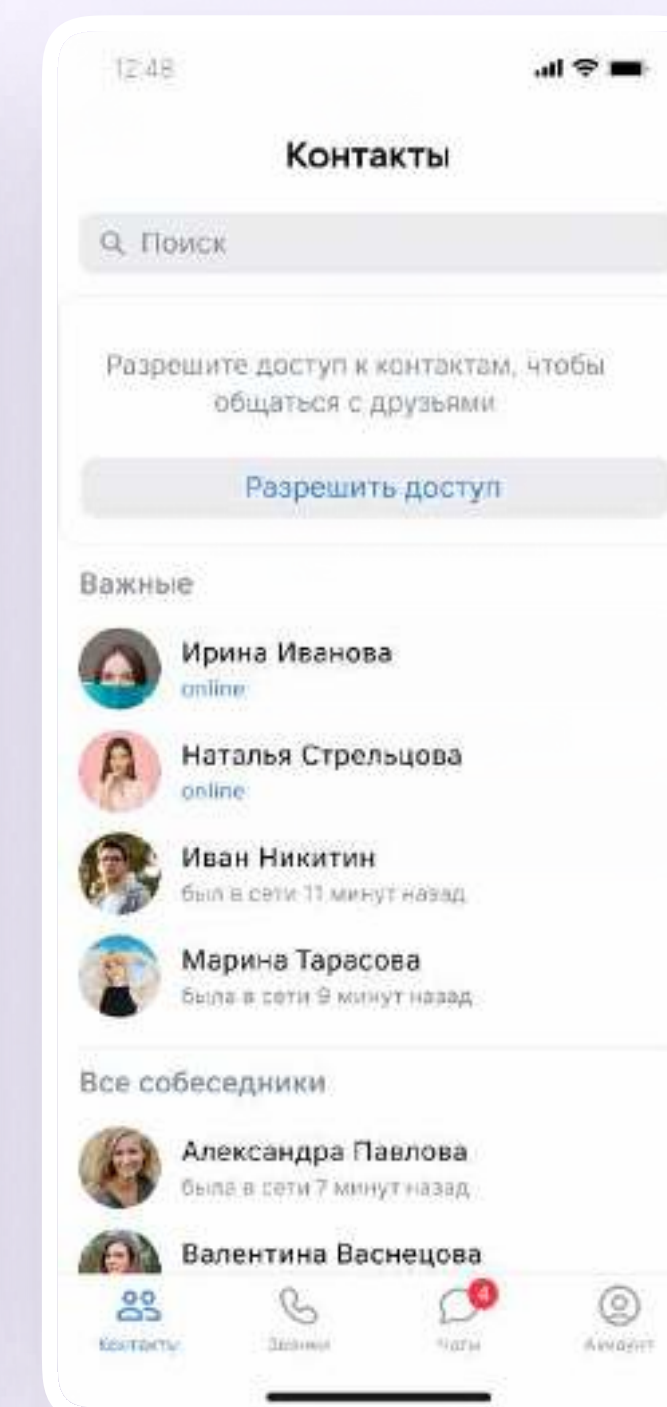 12:48
Контакты
Поиск
Разрешите доступ к контактам, чтобы
общаться с друзьями
Разрешить доступ
Важные
Ирина Иванова
online
Наталья Стрельцова
online
Иван Никитин
был в сети 11 минут назад
Марина Тарасова
была в сети 9 минут назад
Все собеседники
Александра Павлова
была в сети 7 минут назад
Валентина Васнецова
4
Контакты Звонки Чаты Аккаунт